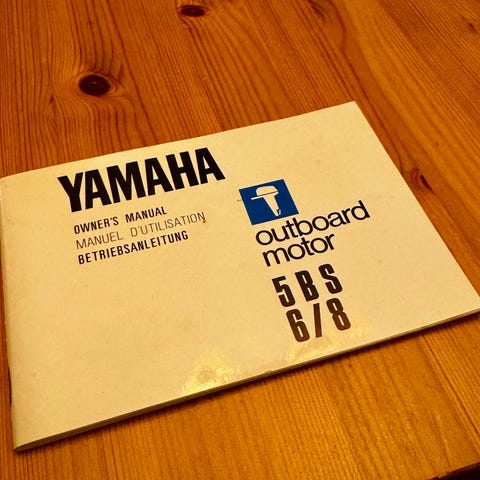 YAMAHA
OWNER'S MANUAL
MANUEL D'UTILISATION
BETRIEBSANLEITUNG
outboard
motor
5BS
6/8